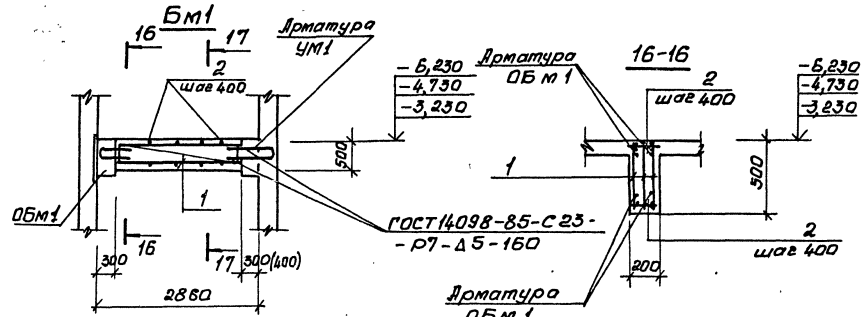 Бм1
16
17
Арматура
УМ1
2
шаг 400
-6,230
-4,730
-3,230
500
ОБм1
1
16
17
ГОСТ 14098-85-С23-
-Р7-Δ5-160
300
300(400)
2860
16-16
Арматура
ОБм1
2
шаг 400
-6,230
-4,730
-3,230
1
500
2
шаг 400
200
Арматура
ОБм1